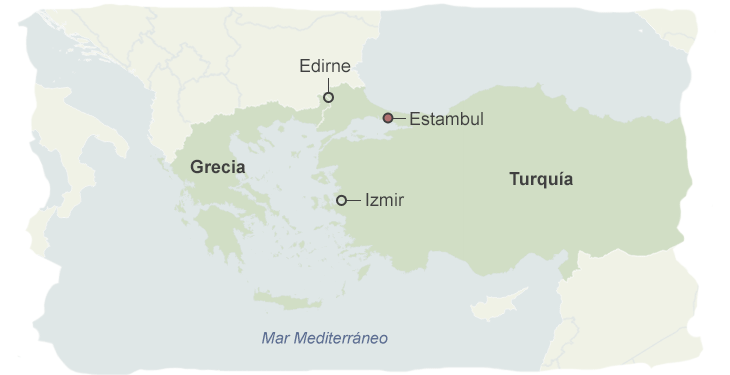 Edirne
Estambul
Grecia
Turquía
Izmir
Mar Mediterráneo